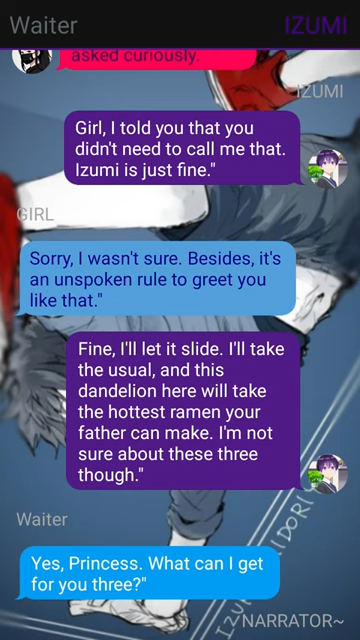 Waiter IZUMI
asked curiously.
IZUMI
Girl, I told you that you
didn't need to call me that.
Izumi is just fine."
GIRL
Sorry, I wasn't sure. Besides, it's
an unspoken rule to greet you
like that."
Fine, I'll let it slide. I'll take
the usual, and this
dandelion here will take
the hottest ramen your
father can make. I'm not
sure about these three
though."
Waiter
Yes, Princess. What can I get
for you three?"
NARRATOR~